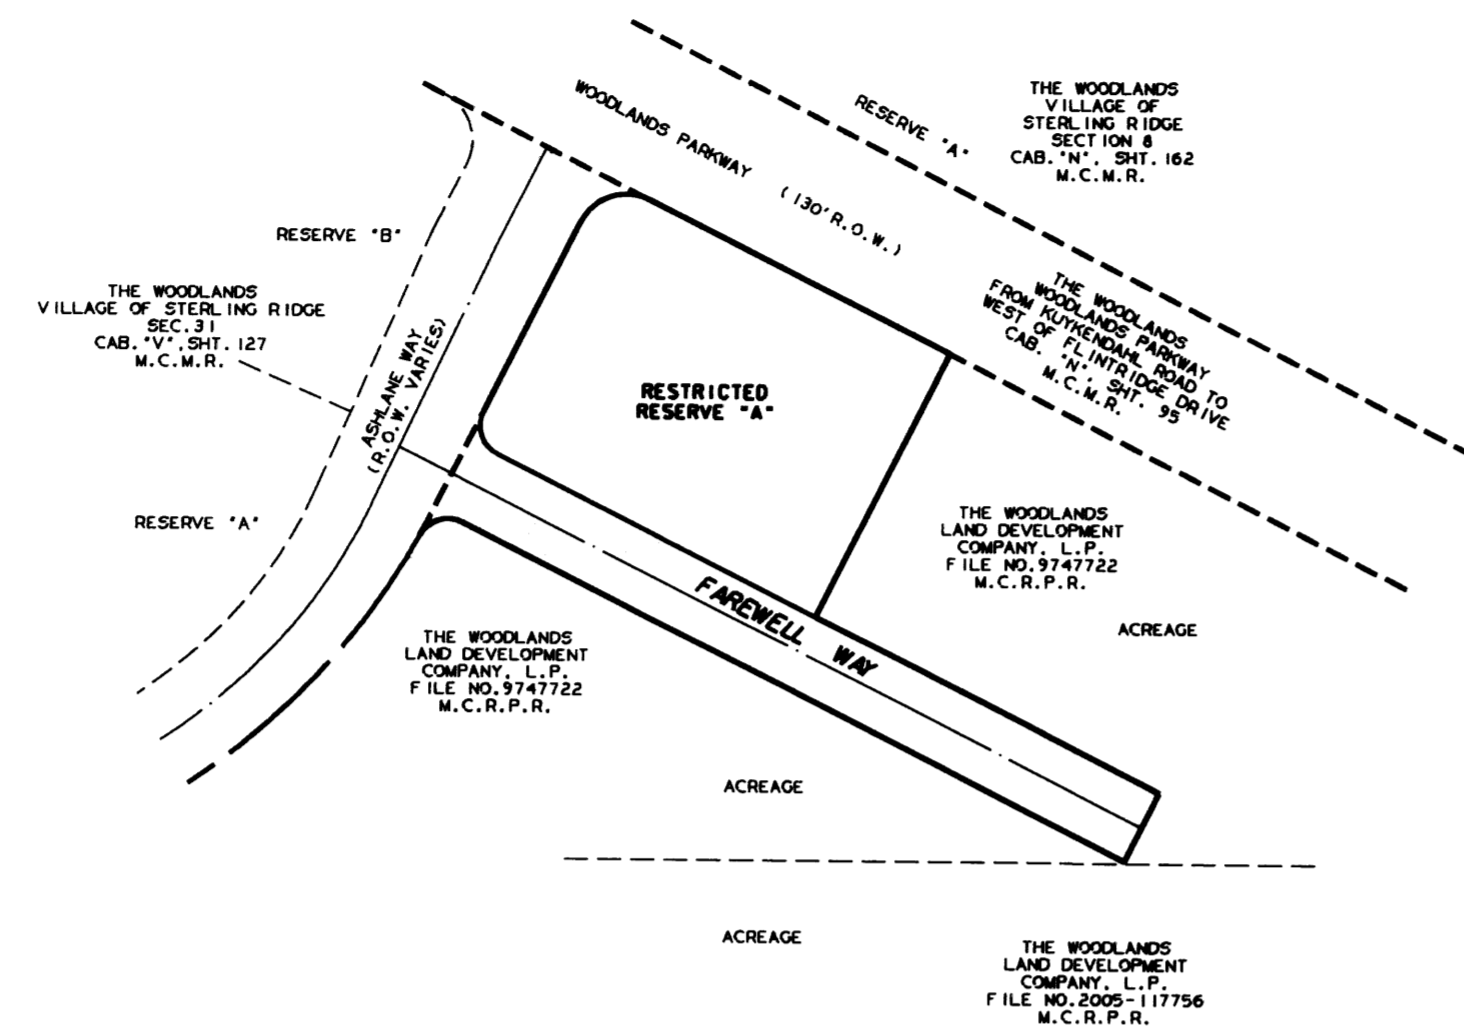 WOODLANDS PARKWAY (130' R.O.W.)
RESERVE "A"
THE WOODLANDS
VILLAGE OF
STERLING RIDGE
SECTION 8
CAB. "N", SHT. 162
M.C.M.R.
RESERVE "B"
THE WOODLANDS
VILLAGE OF STERLING RIDGE
SEC.31
CAB. "V", SHT. 127
M.C.M.R.
ASHLANE WAY
(R.O.W. VARIES)
RESTRICTED
RESERVE "A"
THE WOODLANDS
WOODLANDS PARKWAY
FROM KUYKENDAHL ROAD TO
WEST OF FLINTRIDGE DRIVE
CAB. "N", SHT. 95
M.C.M.R.
RESERVE "A"
THE WOODLANDS
LAND DEVELOPMENT
COMPANY, L.P.
FILE NO.9747722
M.C.R.P.R.
ACREAGE
FAREWELL WAY
THE WOODLANDS
LAND DEVELOPMENT
COMPANY, L.P.
FILE NO.9747722
M.C.R.P.R.
ACREAGE
ACREAGE
THE WOODLANDS
LAND DEVELOPMENT
COMPANY, L.P.
FILE NO.2005-117756
M.C.R.P.R.